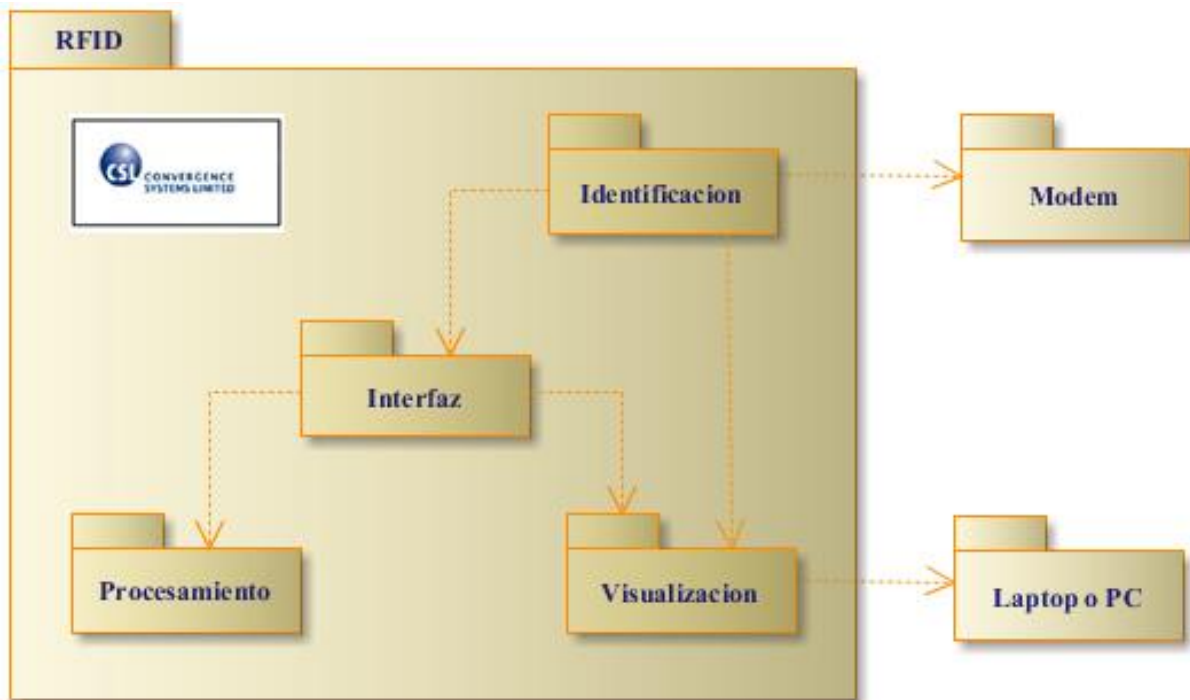 RFID
CSL CONVERGENCE
SYSTEMS LIMITED
Identificacion
Modem
Interfaz
Procesamiento
Visualizacion
Laptop o PC